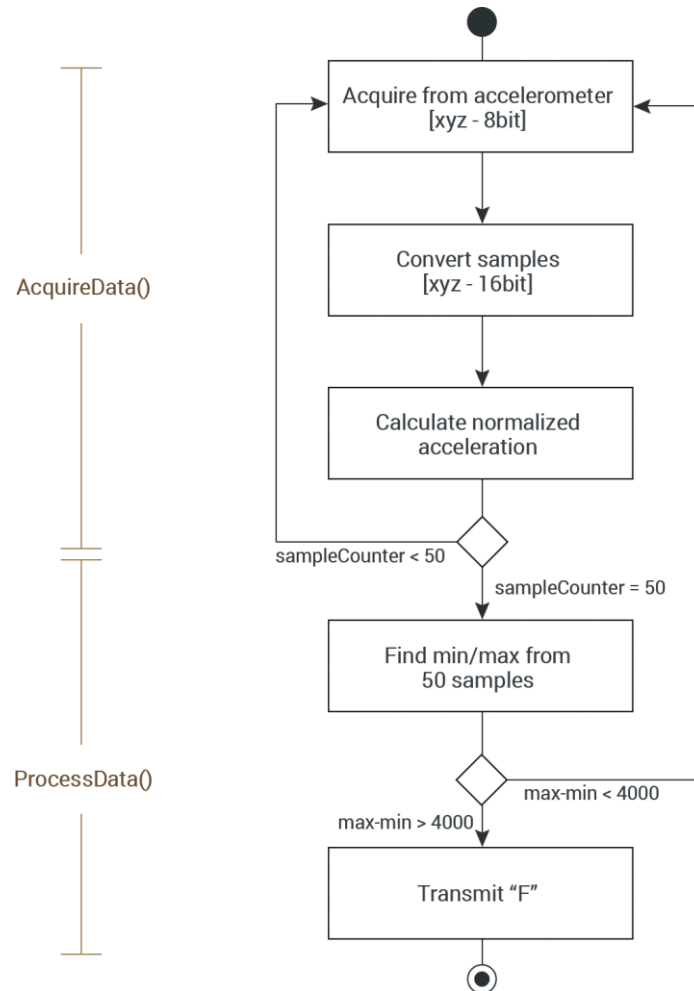 Acquire from accelerometer
[xyz - 8bit]
Convert samples
[xyz - 16bit]
AcquireData()
Calculate normalized
acceleration
sampleCounter < 50
sampleCounter = 50
Find min/max from
50 samples
ProcessData()
max-min < 4000
max-min > 4000
Transmit “F”